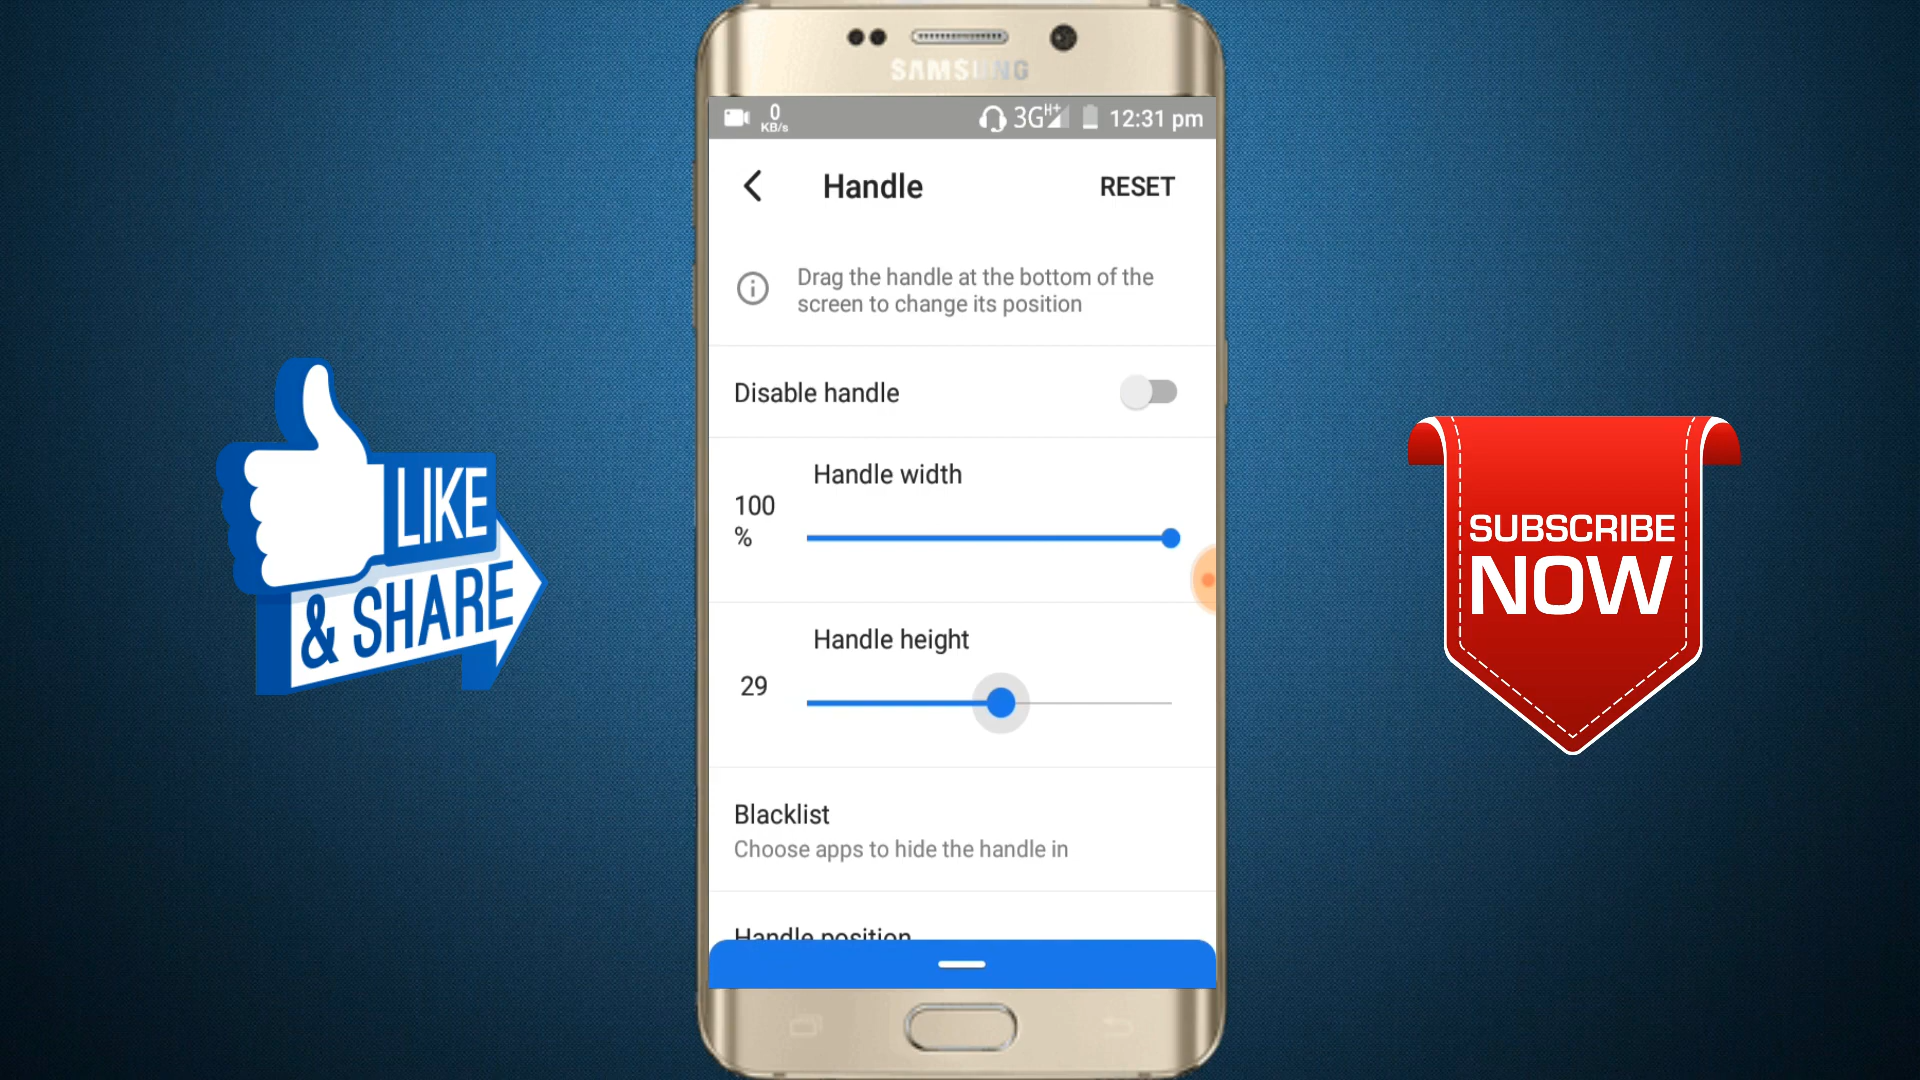 SAMSUNG
0
KB/s
3G H+ 12:31 pm
Handle
RESET
Drag the handle at the bottom of the
screen to change its position
Disable handle
Handle width
100
%
Handle height
29
Blacklist
Choose apps to hide the handle in
Handle position
LIKE
& SHARE
SUBSCRIBE
NOW